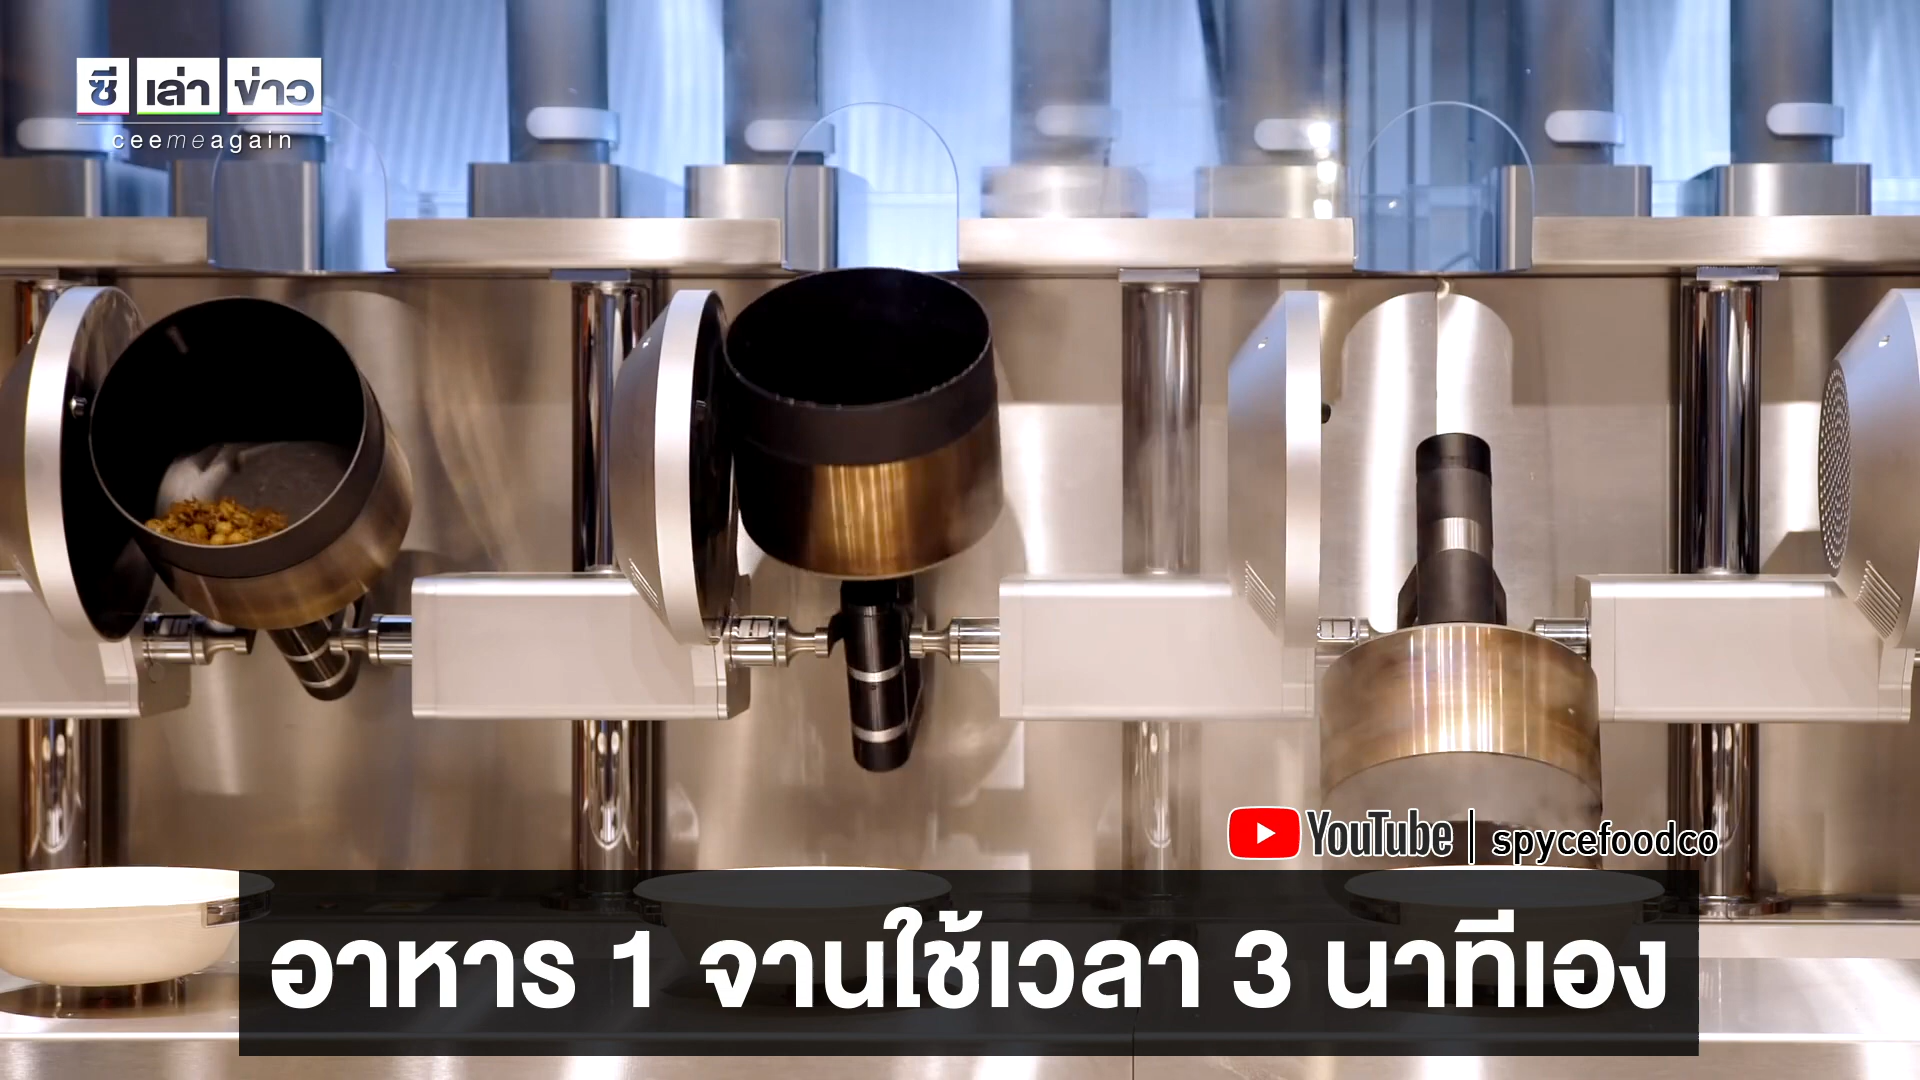 ซี เล่า ข่าว
ceemeagain
YouTube | spycefoodco
อาหาร 1 จานใช้เวลา 3 นาทีเอง